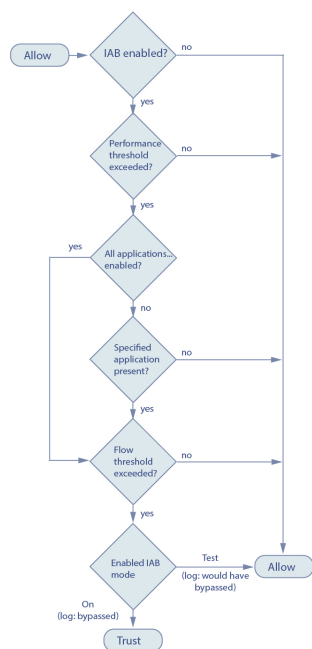 Allow
IAB enabled?
no
yes
Performance
threshold
exceeded?
no
yes
yes
All applications...
enabled?
no
Specified
application
present?
no
yes
Flow
threshold
exceeded?
no
yes
Enabled IAB
mode
Test
(log: would have
bypassed)
Allow
On
(log: bypassed)
Trust